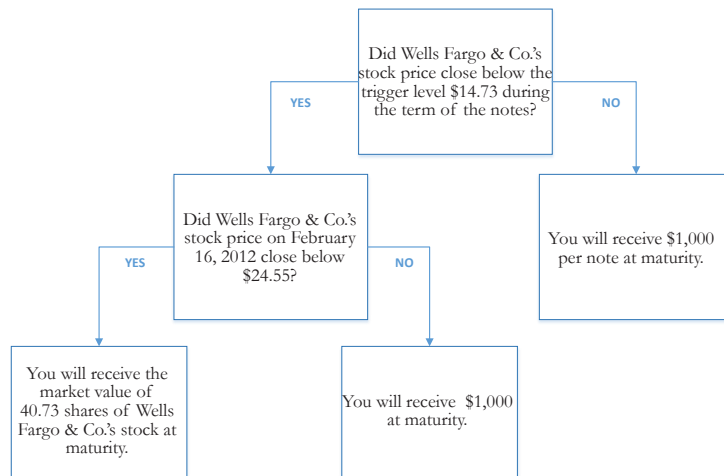 Did Wells Fargo & Co.'s
stock price close below the
trigger level $14.73 during
the term of the notes?
YES
NO
Did Wells Fargo & Co.'s
stock price on February
16, 2012 close below
$24.55?
You will receive $1,000
per note at maturity.
YES
NO
You will receive the
market value of
40.73 shares of Wells
Fargo & Co.'s stock at
maturity.
You will receive $1,000
at maturity.